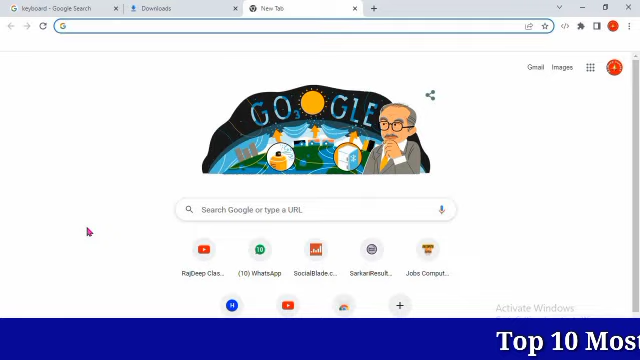 keyboard - Google Search
Downloads
New Tab
Gmail
Images
GO3GLE
Search Google or type a URL
RajDeep Clas...
(10) WhatsApp
SocialBlade.c...
SarkariResult...
Jobs Comput...
Activate Windows
Top 10 Most